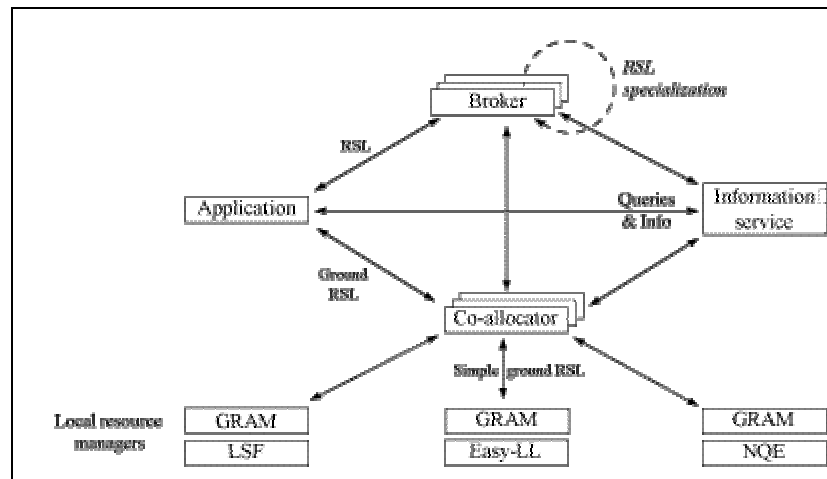 RSL
specialization
Broker
RSL
Application
Queries
& Info
Information
service
Ground
RSL
Co-allocator
Simple ground RSL
Local resource
managers
GRAM
GRAM
GRAM
LSF
Easy-LL
NQE